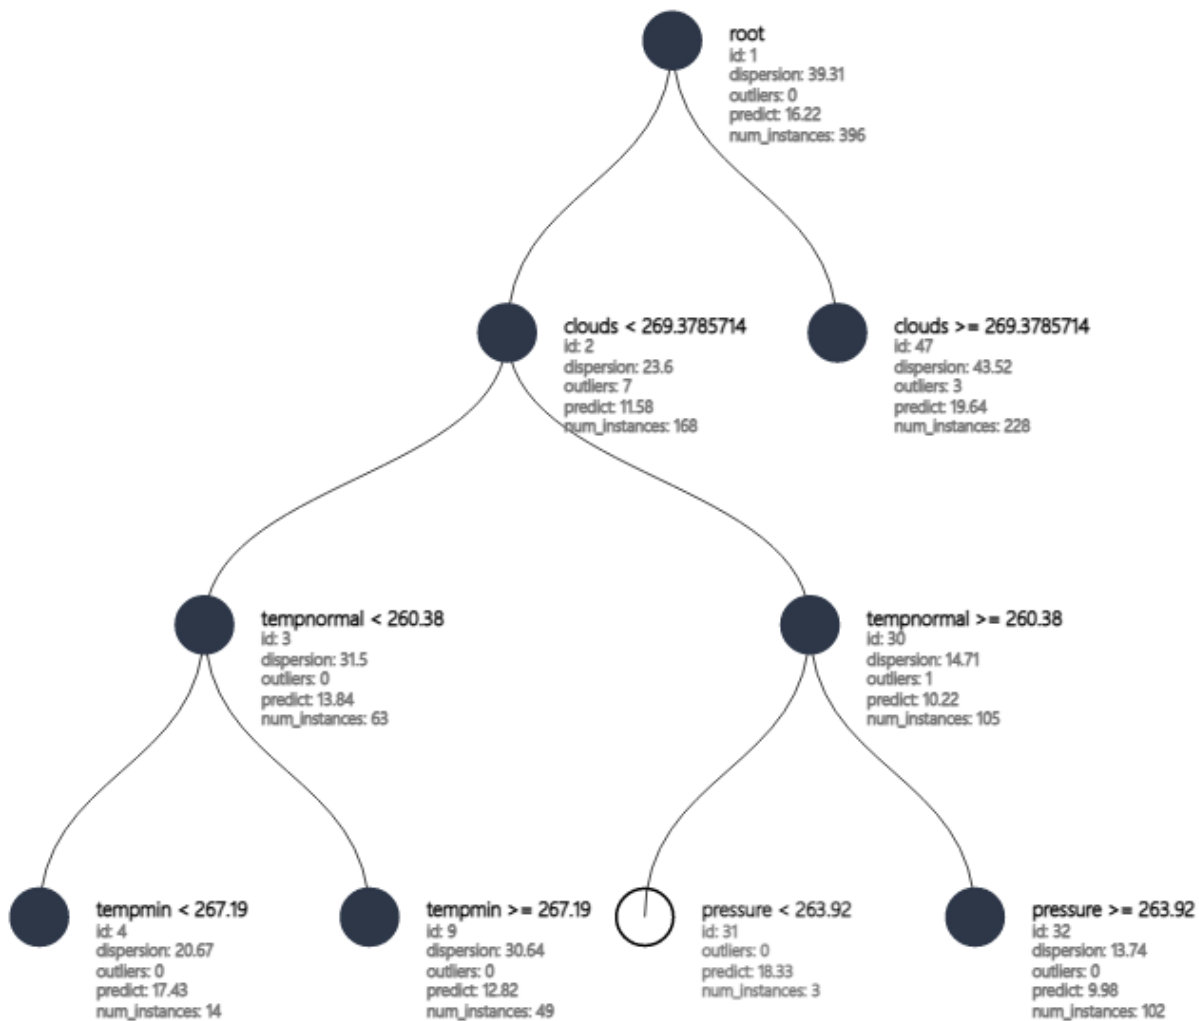 root
id: 1
dispersion: 39.31
outliers: 0
predict: 16.22
num_instances: 396
clouds < 269.3785714
id: 2
dispersion: 23.6
outliers: 7
predict: 11.58
num_instances: 168
clouds >= 269.3785714
id: 47
dispersion: 43.52
outliers: 3
predict: 19.64
num_instances: 228
tempnormal < 260.38
id: 3
dispersion: 31.5
outliers: 0
predict: 13.84
num_instances: 63
tempnormal >= 260.38
id: 30
dispersion: 14.71
outliers: 1
predict: 10.22
num_instances: 105
tempmin < 267.19
id: 4
dispersion: 20.67
outliers: 0
predict: 17.43
num_instances: 14
tempmin >= 267.19
id: 9
dispersion: 30.64
outliers: 0
predict: 12.82
num_instances: 49
pressure < 263.92
id: 31
outliers: 0
predict: 18.33
num_instances: 3
pressure >= 263.92
id: 32
dispersion: 13.74
outliers: 0
predict: 9.98
num_instances: 102